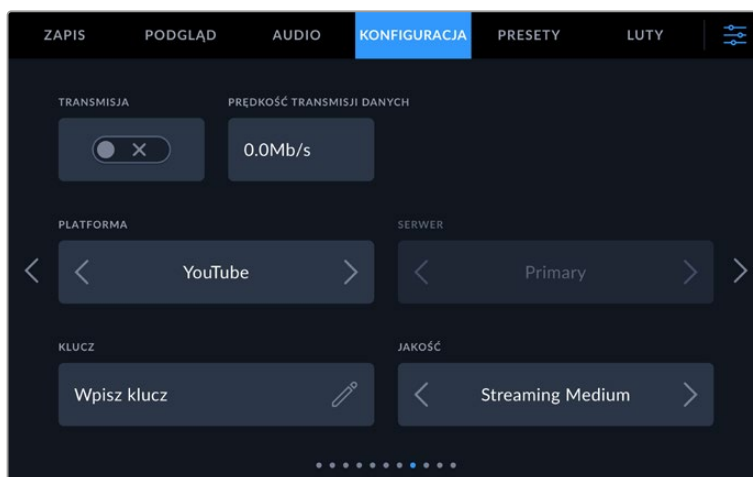 ZAPIS PODGLĄD AUDIO KONFIGURACJA PRESETY LUTY
TRANSMISJA PRĘDKOŚĆ TRANSMISJI DANYCH
0.0Mb/s
PLATFORMA SERWER
YouTube Primary
KLUCZ JAKOŚĆ
Wpisz klucz Streaming Medium